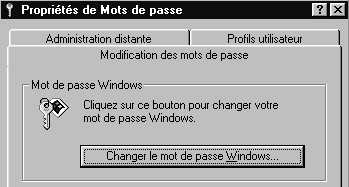 Propriétés de Mots de passe
Administration distante
Profils utilisateur
Modification des mots de passe
Mot de passe Windows
Cliquez sur ce bouton pour changer votre
mot de passe Windows.
Changer le mot de passe Windows...